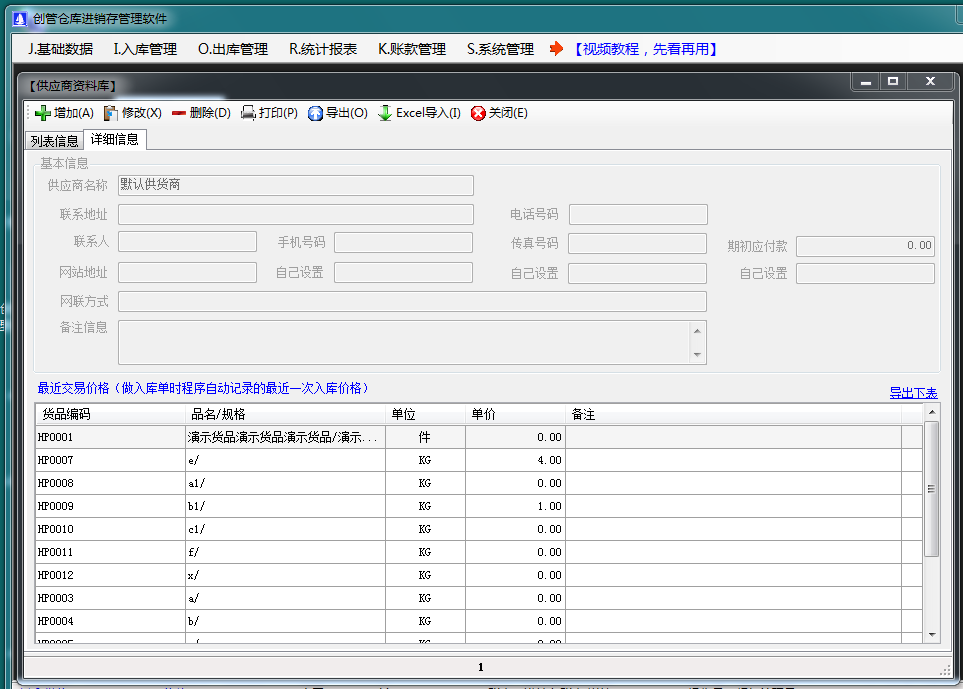 创管仓库进销存管理软件
J.基础数据 I.入库管理 O.出库管理 R.统计报表 K.账款管理 S.系统管理 【视频教程，先看再用】
【供应商资料库】
增加(A) 修改(X) 删除(D) 打印(P) 导出(O) Excel导入(I) 关闭(E)
列表信息 详细信息
基本信息
供应商名称 默认供货商
联系地址 电话号码
联系人 手机号码 传真号码 期初应付款 0.00
网站地址 自己设置 自己设置 自己设置
网联方式
备注信息
最近交易价格（做入库单时程序自动记录的最近一次入库价格） 导出下表
货品编码 品名/规格 单位 单价 备注
HP0001 演示货品演示货品演示货品/演示... 件 0.00
HP0007 e/ KG 4.00
HP0008 a1/ KG 0.00
HP0009 b1/ KG 1.00
HP0010 c1/ KG 0.00
HP0011 f/ KG 0.00
HP0012 x/ KG 0.00
HP0003 a/ KG 0.00
HP0004 b/ KG 0.00
1